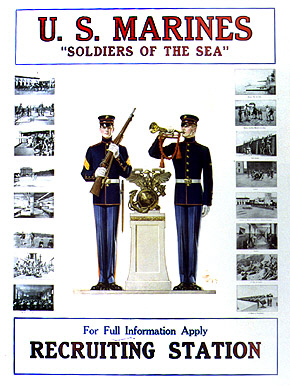 U. S. MARINES
"SOLDIERS OF THE SEA"
For Full Information Apply
RECRUITING STATION